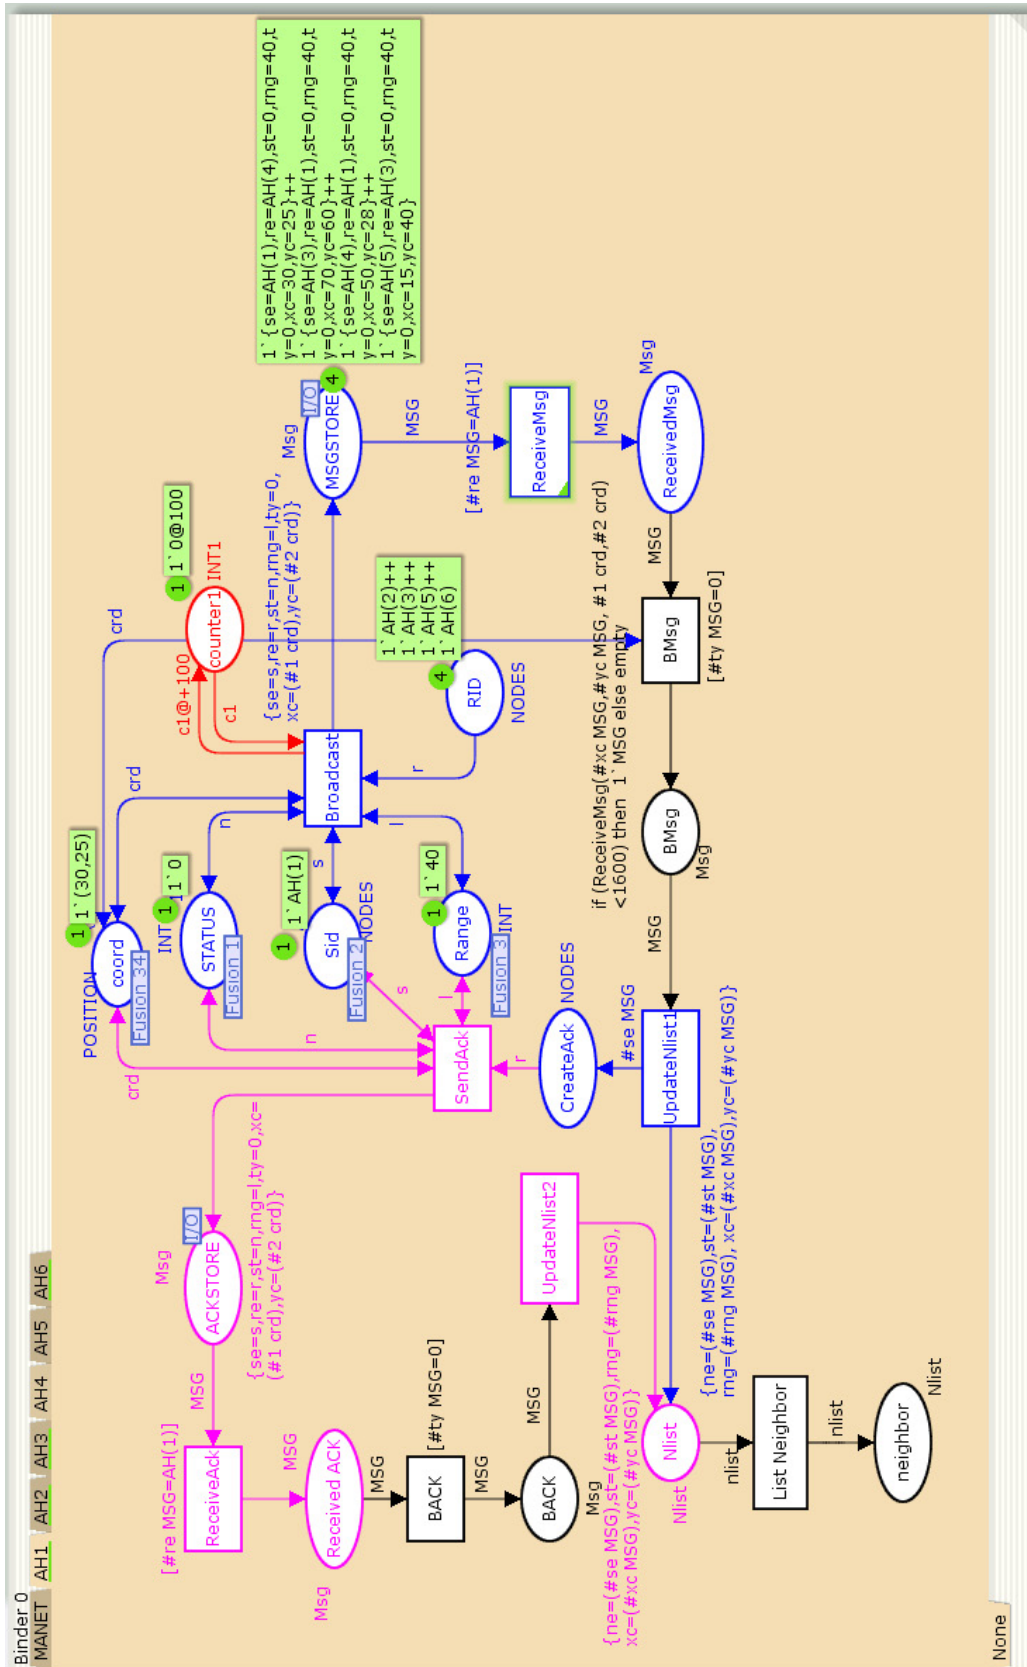 Binder 0
MANET
AH1
AH2
AH3
AH4
AH5
AH6
POSITION
1
1`(30,25)
coord
Fusion 34
crd
crd
crd
INT
1
1`0
STATUS
Fusion 1
n
n
1
1`AH(1)
Sid
Fusion 2
NODES
s
s
1
1`40
Range
Fusion 3
INT
l
l
c1@+100
c1
counter1
INT1
1
1`0@100
Broadcast
{se=s,re=r,st=n,rng=l,ty=0,
xc=(#1 crd),yc=(#2 crd)}
r
4
1`AH(2)++
1`AH(3)++
1`AH(5)++
1`AH(6)
RID
NODES
Msg
I/O
4
MSGSTORE
1`{se=AH(1),re=AH(4),st=0,rng=40,t
y=0,xc=30,yc=25}++
1`{se=AH(3),re=AH(1),st=0,rng=40,t
y=0,xc=70,yc=60}++
1`{se=AH(4),re=AH(1),st=0,rng=40,t
y=0,xc=50,yc=28}++
1`{se=AH(5),re=AH(3),st=0,rng=40,t
y=0,xc=15,yc=40}
MSG
[#re MSG=AH(1)]
ReceiveMsg
MSG
Msg
ReceivedMsg
MSG
BMsg
[#ty MSG=0]
if (ReceiveMsg(#xc MSG,#yc MSG, #1 crd,#2 crd)
<1600) then 1`MSG else empty
BMsg
Msg
MSG
UpdateNlist1
#se MSG
CreateAck
NODES
r
SendAck
{se=s,re=r,st=n,rng=l,ty=0,xc=
(#1 crd),yc=(#2 crd)}
Msg
I/O
ACKSTORE
MSG
[#re MSG=AH(1)]
ReceiveAck
MSG
Received ACK
Msg
MSG
BACK
[#ty MSG=0]
MSG
BACK
Msg
MSG
UpdateNlist2
{ne=(#se MSG),st=(#st MSG),rng=(#rng MSG),
xc=(#xc MSG),yc=(#yc MSG)}
{ne=(#se MSG),st=(#st MSG),
rng=(#rng MSG), xc=(#xc MSG),yc=(#yc MSG)}
Nlist
Nlist
nlist
List Neighbor
nlist
neighbor
Nlist
None